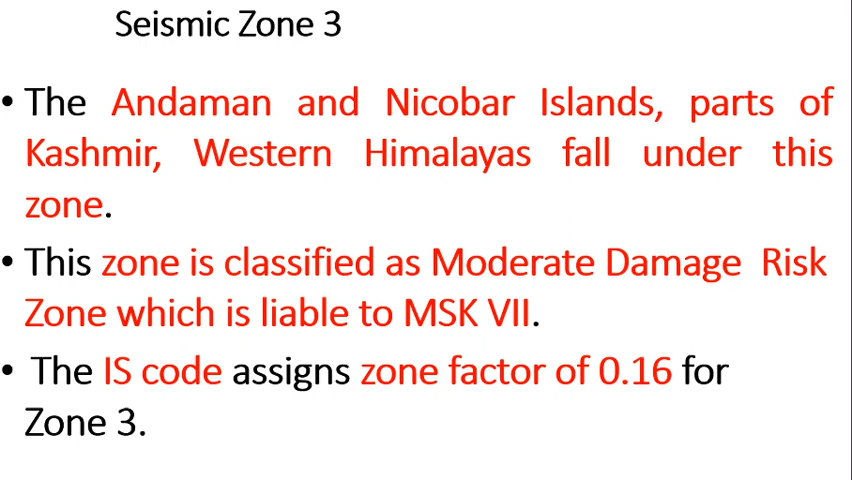 Seismic Zone 3
• The Andaman and Nicobar Islands, parts of
Kashmir, Western Himalayas fall under this
zone.
• This zone is classified as Moderate Damage Risk
Zone which is liable to MSK VII.
• The IS code assigns zone factor of 0.16 for
Zone 3.